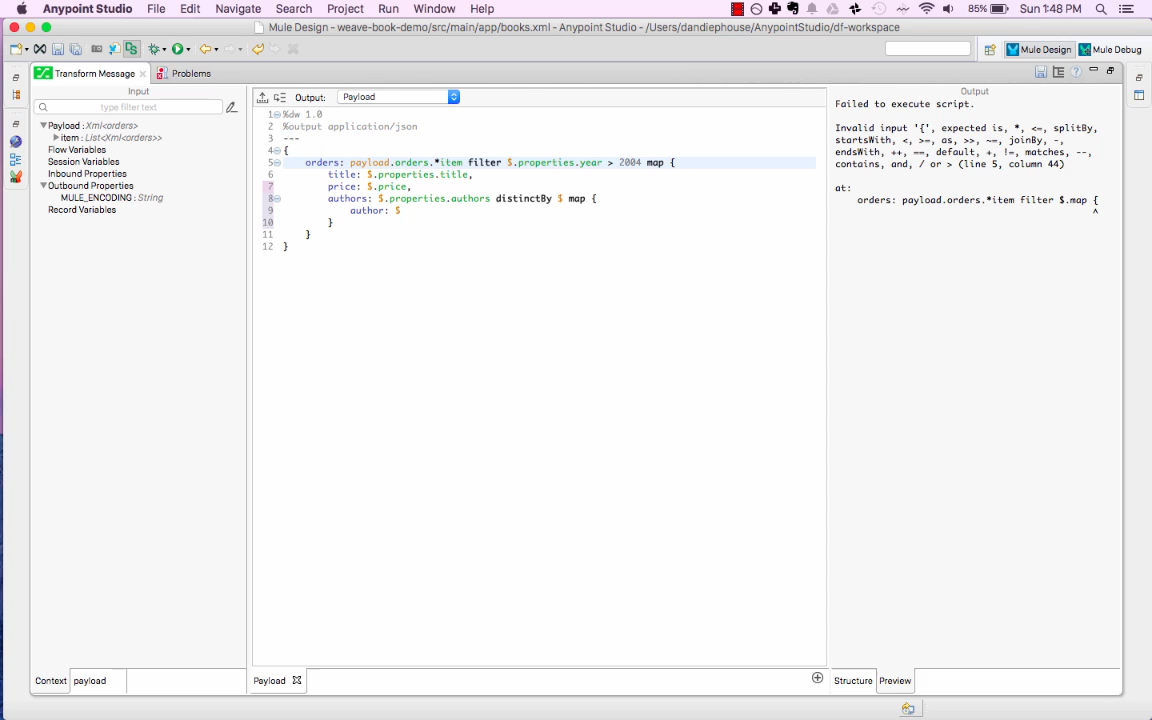 Anypoint Studio File Edit Navigate Search Project Run Window Help 85% Sun 1:48 PM
Mule Design - weave-book-demo/src/main/app/books.xml - Anypoint Studio - /Users/dandiephouse/AnypointStudio/df-workspace
Mule Design Mule Debug
Transform Message Problems
Input
type filter text
Payload : Xml<orders>
item : List<Xml<orders>>
Flow Variables
Session Variables
Inbound Properties
Outbound Properties
MULE_ENCODING : String
Record Variables
Context payload
Output: Payload
1 %dw 1.0
2 %output application/json
3 ---
4 {
5 orders: payload.orders.*item filter $.properties.year > 2004 map {
6 title: $.properties.title,
7 price: $.price,
8 authors: $.properties.authors distinctBy $ map {
9 author: $
10 }
11 }
12 }
Payload
Output
Failed to execute script.
Invalid input '{', expected is, *, <=, splitBy,
startsWith, <, >=, as, >>, ~=, joinBy, -,
endsWith, ++, ==, default, +, !=, matches, --,
contains, and, / or > (line 5, column 44)
at:
orders: payload.orders.*item filter $.map {
^
Structure Preview